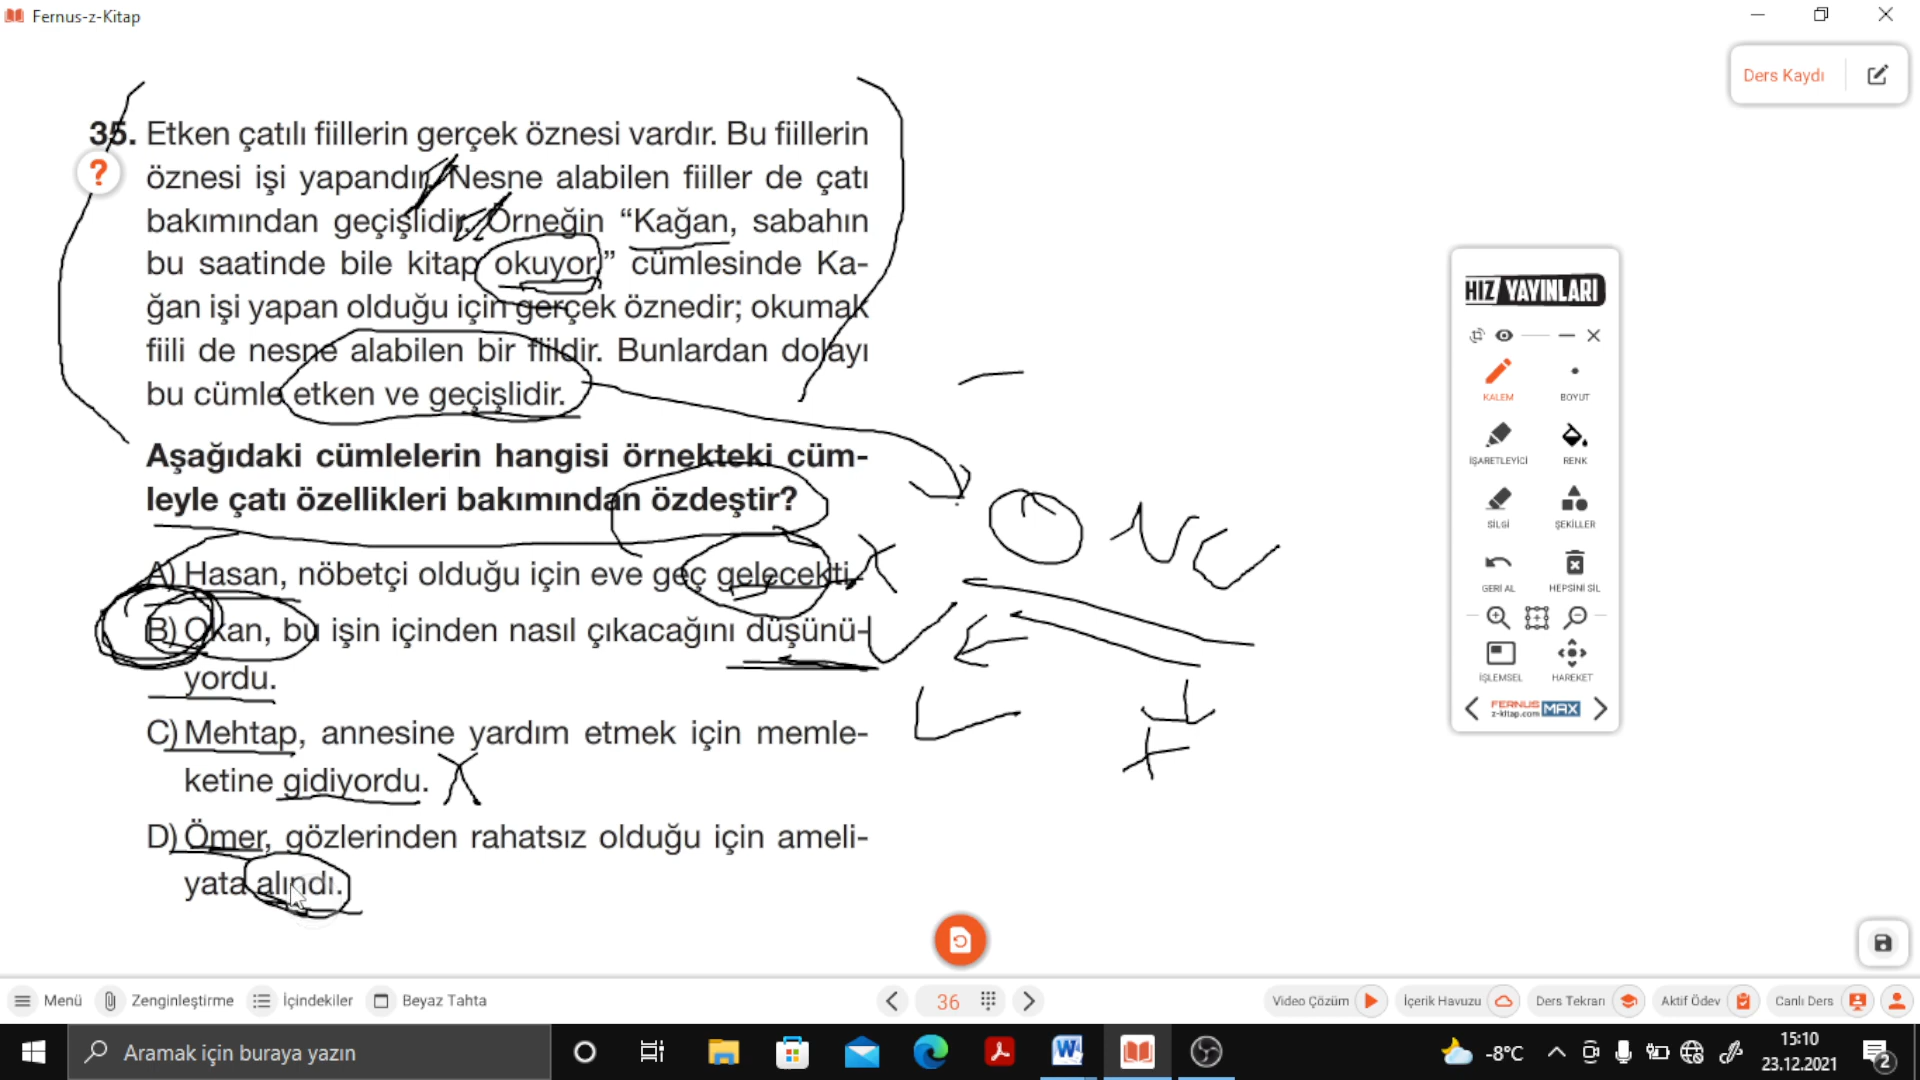 Fernus-z-Kitap
Ders Kaydı
35. Etken çatılı fiillerin gerçek öznesi vardır. Bu fiillerin
öznesi işi yapandır. Nesne alabilen fiiller de çatı
bakımından geçişlidir. Örneğin “Kağan, sabahın
bu saatinde bile kitap okuyor.” cümlesinde Ka-
ğan işi yapan olduğu için gerçek öznedir; okumak
fiili de nesne alabilen bir fiildir. Bunlardan dolayı
bu cümle etken ve geçişlidir.
Aşağıdaki cümlelerin hangisi örnekteki cüm-
leyle çatı özellikleri bakımından özdeştir?
A) Hasan, nöbetçi olduğu için eve geç gelecekti.
B) Okan, bu işin içinden nasıl çıkacağını düşünü-
yordu.
C) Mehtap, annesine yardım etmek için memle-
ketine gidiyordu.
D) Ömer, gözlerinden rahatsız olduğu için ameli-
yata alındı.
HIZ YAYINLARI
KALEM BOYUT
İŞARETLEYİCİ RENK
SİLGİ ŞEKİLLER
GERİ AL HEPSİNİ SİL
İŞLEMSEL HAREKET
FERNUS
z-kitap.com MAX
Menü Zenginleştirme İçindekiler Beyaz Tahta 36 Video Çözüm İçerik Havuzu Ders Tekrarı Aktif Ödev Canlı Ders
Aramak için buraya yazın
-8°C
15:10
23.12.2021
2